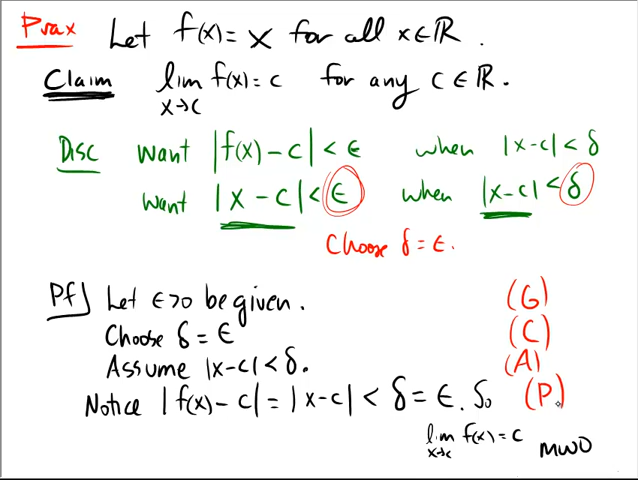 Prax Let f(x) = x for all x∈ℝ.
Claim lim x→c f(x) = c for any c∈ℝ.
Disc want |f(x) - c| < ε when |x-c| < δ
want |x - c| < ε when |x-c| < δ
Choose δ = ε.
Pf) Let ε>0 be given. (G)
Choose δ = ε (C)
Assume |x-c| < δ. (A)
Notice |f(x) - c| = |x-c| < δ = ε. So (P)
lim x→c f(x) = c MWO